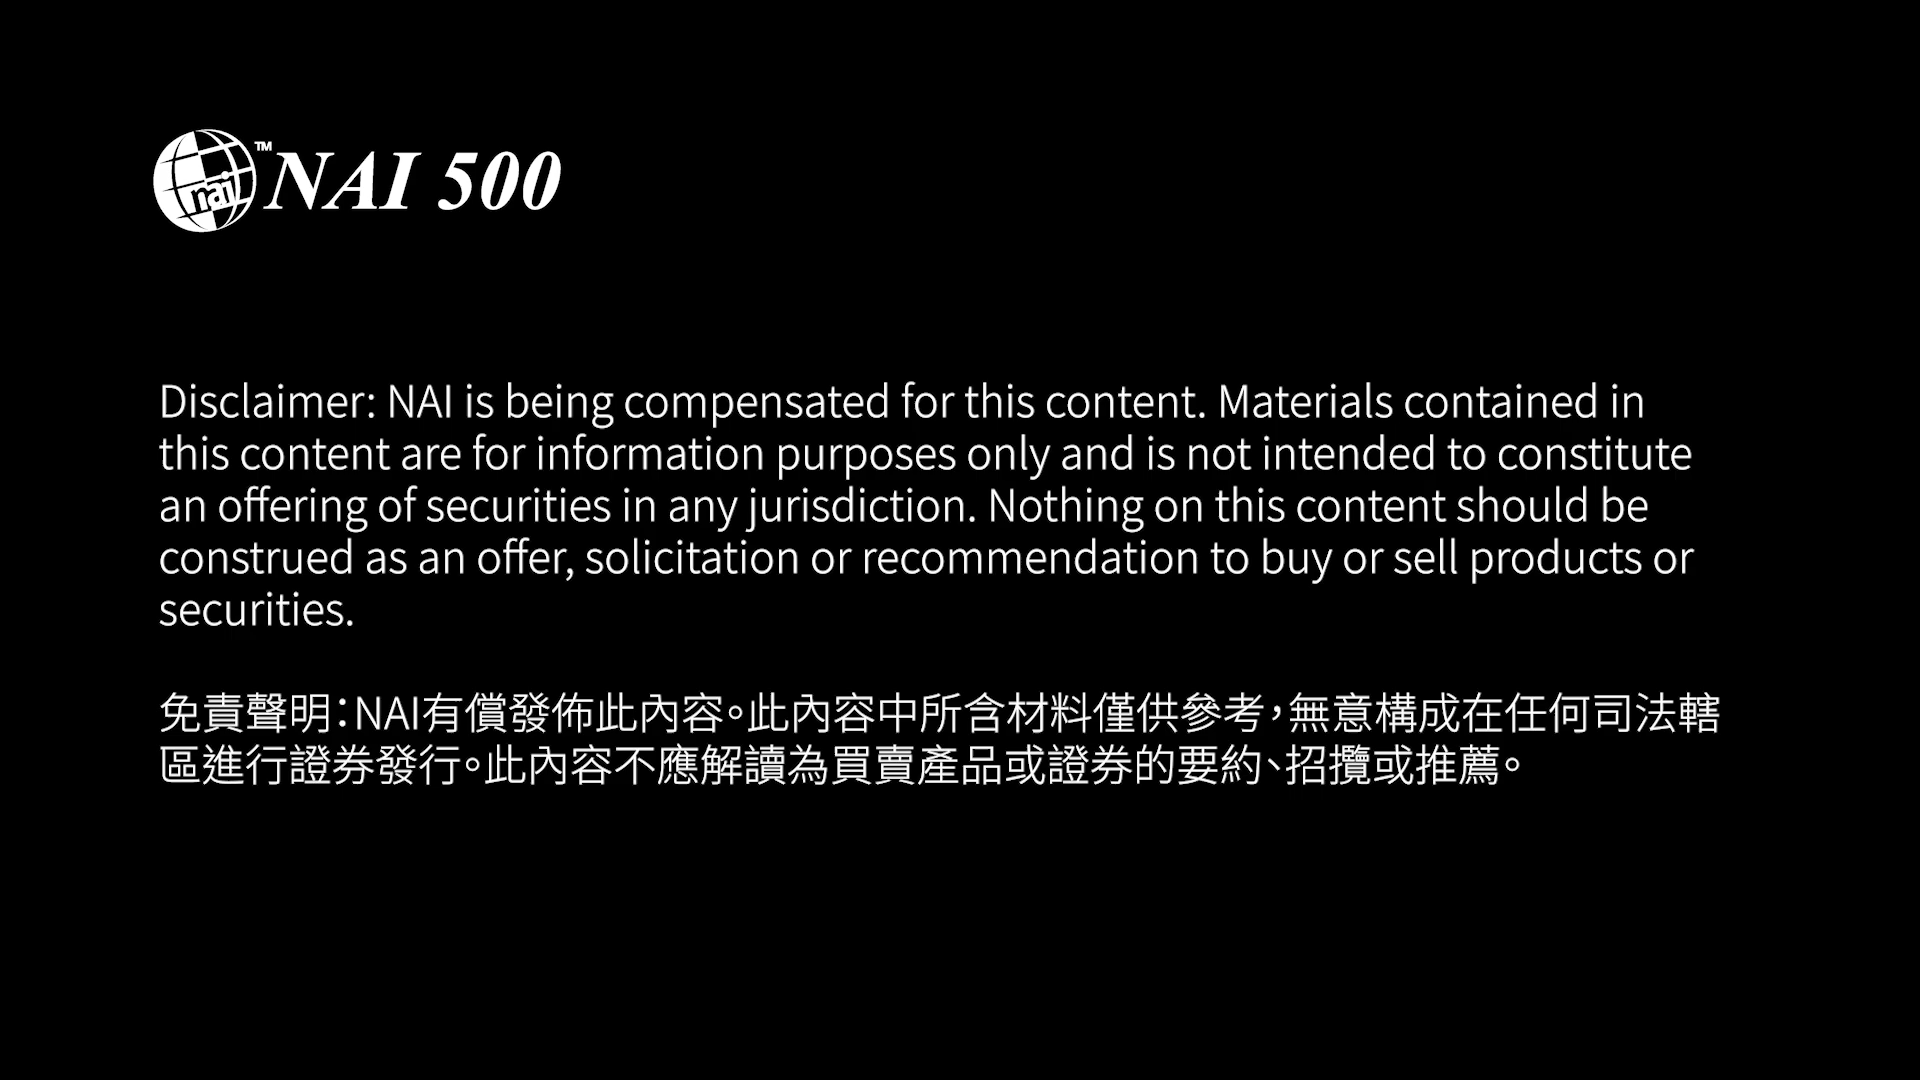 nai™ NAI 500
Disclaimer: NAI is being compensated for this content. Materials contained in
this content are for information purposes only and is not intended to constitute
an offering of securities in any jurisdiction. Nothing on this content should be
construed as an offer, solicitation or recommendation to buy or sell products or
securities.
免責聲明：NAI有償發佈此內容。此內容中所含材料僅供參考，無意構成在任何司法轄
區進行證券發行。此內容不應解讀為買賣產品或證券的要約、招攬或推薦。